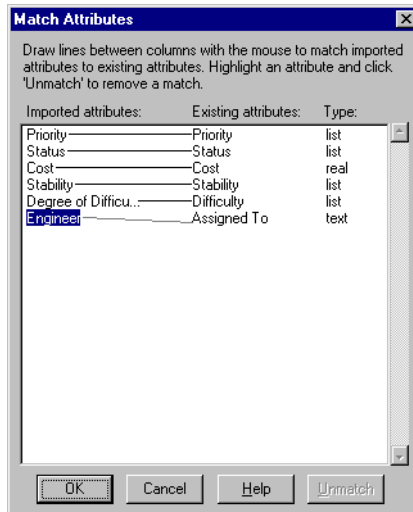 Match Attributes
Draw lines between columns with the mouse to match imported
attributes to existing attributes. Highlight an attribute and click
'Unmatch' to remove a match.
Imported attributes: Existing attributes: Type:
Priority Priority list
Status Status list
Cost Cost real
Stability Stability list
Degree of Difficu... Difficulty list
Engineer Assigned To text
OK Cancel Help Unmatch